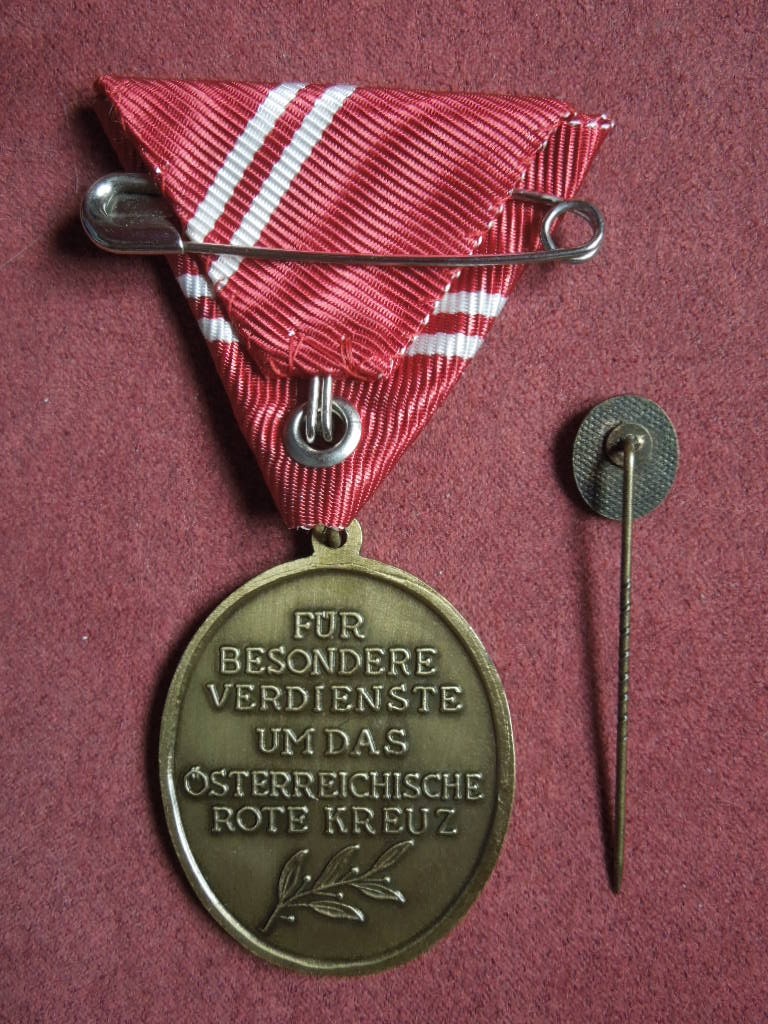 FÜR
BESONDERE
VERDIENSTE
UM DAS
ÖSTERREICHISCHE
ROTE KREUZ